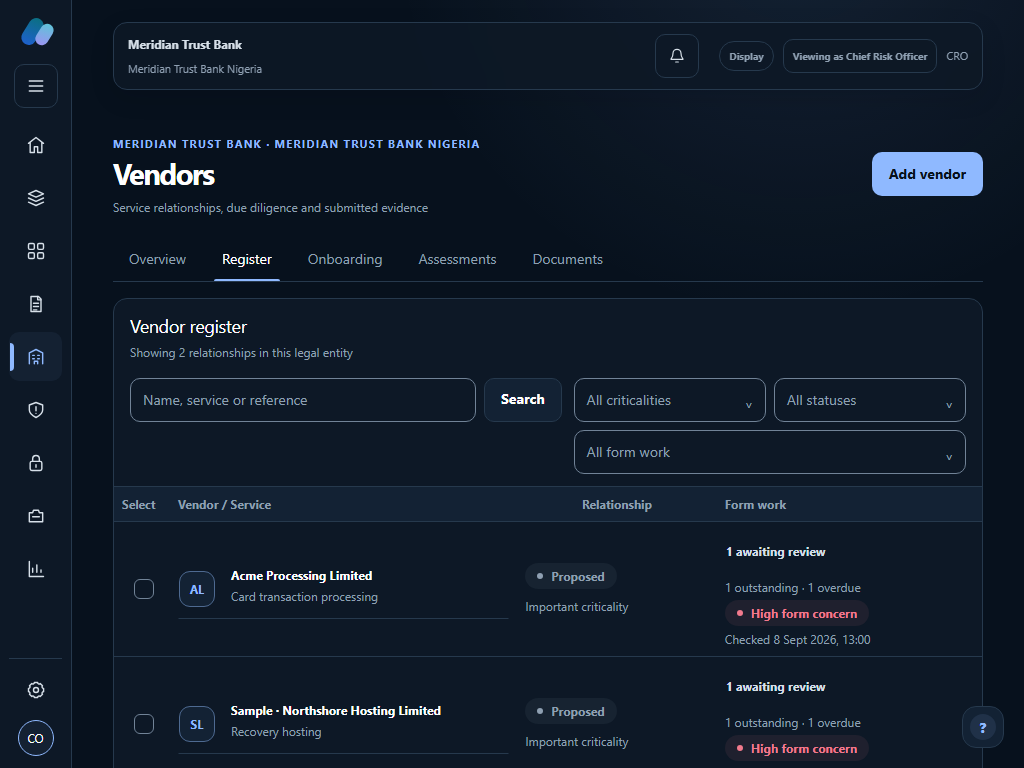 Meridian Trust Bank
Meridian Trust Bank Nigeria
Display
Viewing as Chief Risk Officer
CRO
MERIDIAN TRUST BANK · MERIDIAN TRUST BANK NIGERIA
Vendors
Add vendor
Service relationships, due diligence and submitted evidence
Overview
Register
Onboarding
Assessments
Documents
Vendor register
Showing 2 relationships in this legal entity
Name, service or reference
Search
All criticalities
All statuses
All form work
Select
Vendor / Service
Relationship
Form work
AL
Acme Processing Limited
Card transaction processing
Proposed
Important criticality
1 awaiting review
1 outstanding · 1 overdue
High form concern
Checked 8 Sept 2026, 13:00
SL
Sample · Northshore Hosting Limited
Recovery hosting
Proposed
Important criticality
1 awaiting review
1 outstanding · 1 overdue
High form concern
CO
?